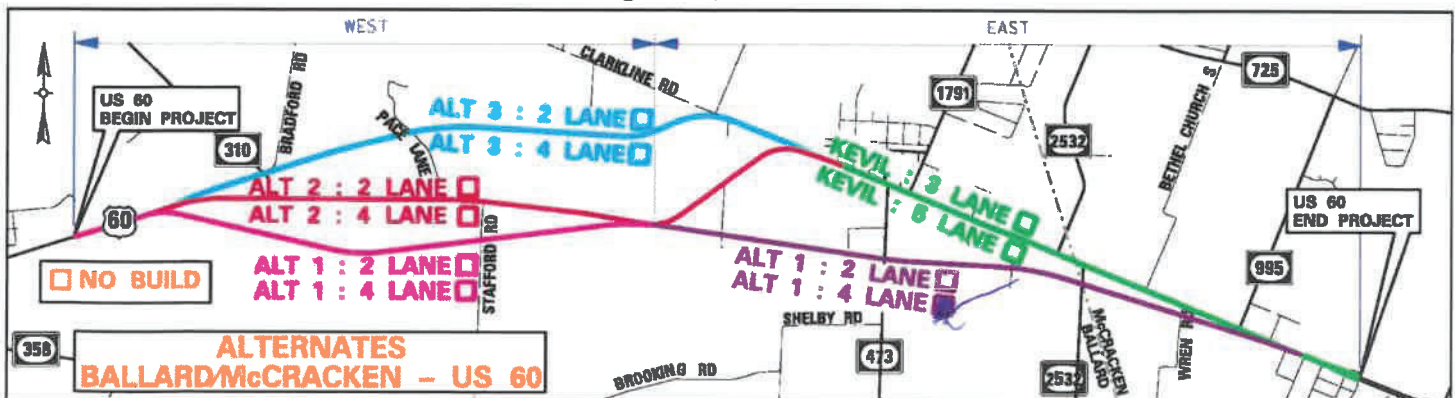 WEST
EAST
US 60
BEGIN PROJECT
310
BRADFORD RD
PACE LANE
CLARKLINE RD
ALT 3 : 2 LANE
ALT 3 : 4 LANE
1791
2532
725
BETHEL CHURCH S
KEVIL : 3 LANE
KEVIL : 5 LANE
60
ALT 2 : 2 LANE
ALT 2 : 4 LANE
STAFFORD RD
US 60
END PROJECT
995
NO BUILD
ALT 1 : 2 LANE
ALT 1 : 4 LANE
ALT 1 : 2 LANE
ALT 1 : 4 LANE
SHELBY RD
473
McCRACKEN
BALLARD
WREN RD
2532
358
ALTERNATES
BALLARD/McCRACKEN - US 60
BROOKING RD